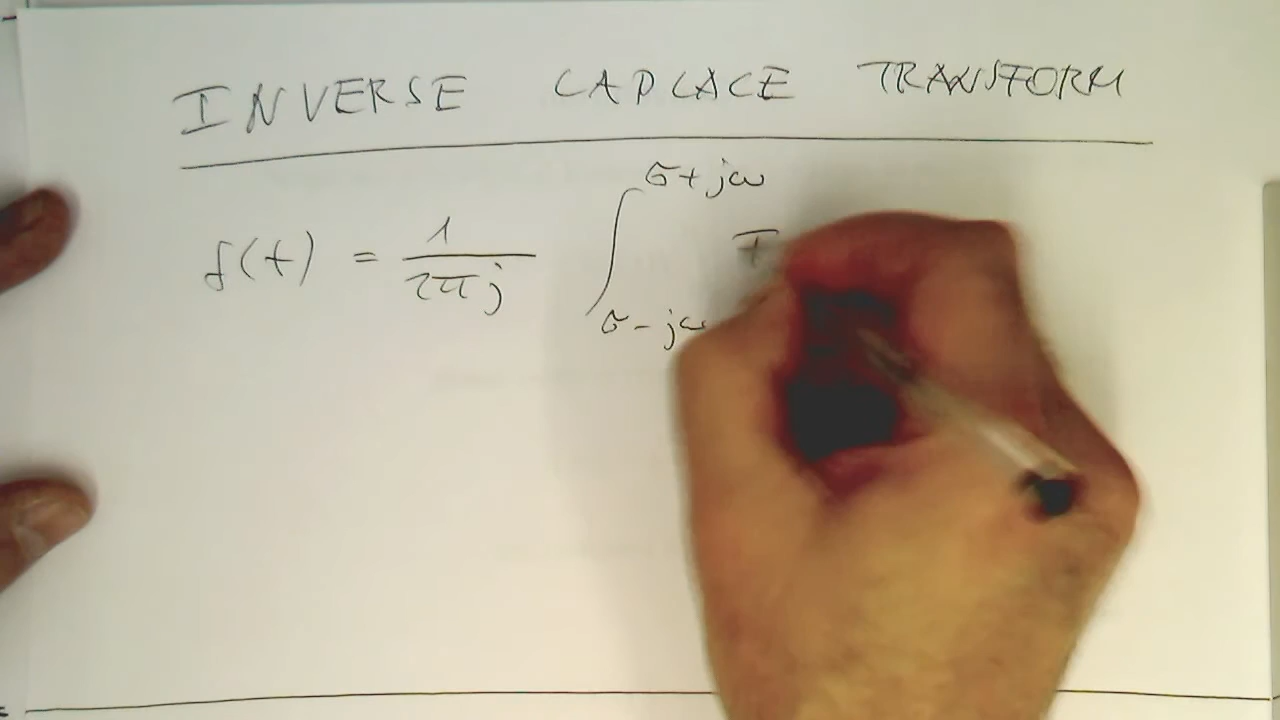 INVERSE LAPLACE TRANSFORM
σ+jω
f(t) = 1/2πj ∫ F
σ-jω